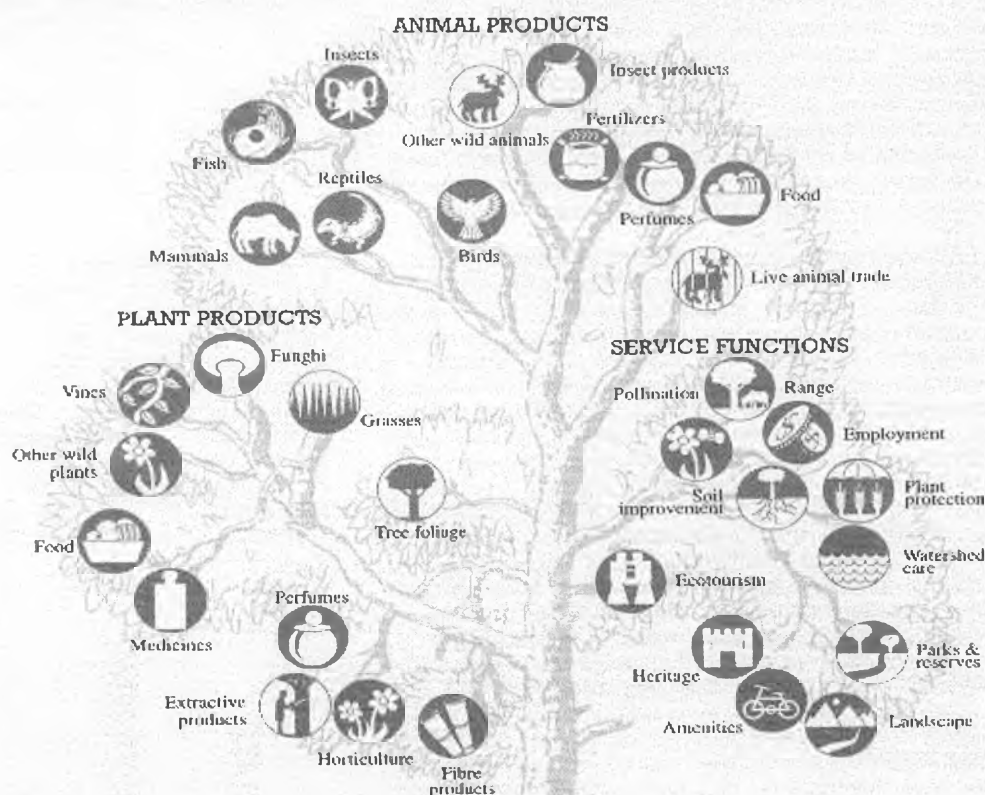 ANIMAL PRODUCTS
Insects
Insect products
Other wild animals
Fertilizers
Fish
Reptiles
Perfumes
Food
Mammals
Birds
Live animal trade
PLANT PRODUCTS
Funghi
Vines
Grasses
Other wild
plants
Tree foliuge
Food
Medicines
Perfumes
Extractive
products
Horticulture
Fibre
products
SERVICE FUNCTIONS
Pollination
Range
Employment
Soil
improvement
Plant
protection
Watershed
care
Ecotourism
Heritage
Parks &
reserves
Amenities
Landscape